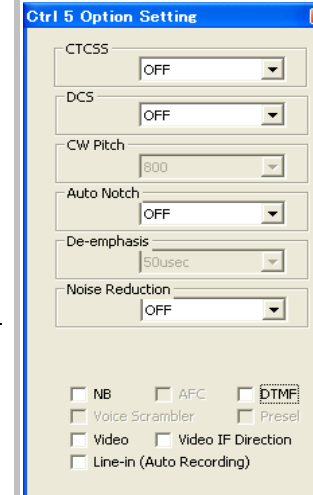 Ctrl 5 Option Setting
CTCSS
OFF
DCS
OFF
CW Pitch
800
Auto Notch
OFF
De-emphasis
50usec
Noise Reduction
OFF
NB AFC DTMF
Voice Scrambler Presel
Video Video IF Direction
Line-in (Auto Recording)